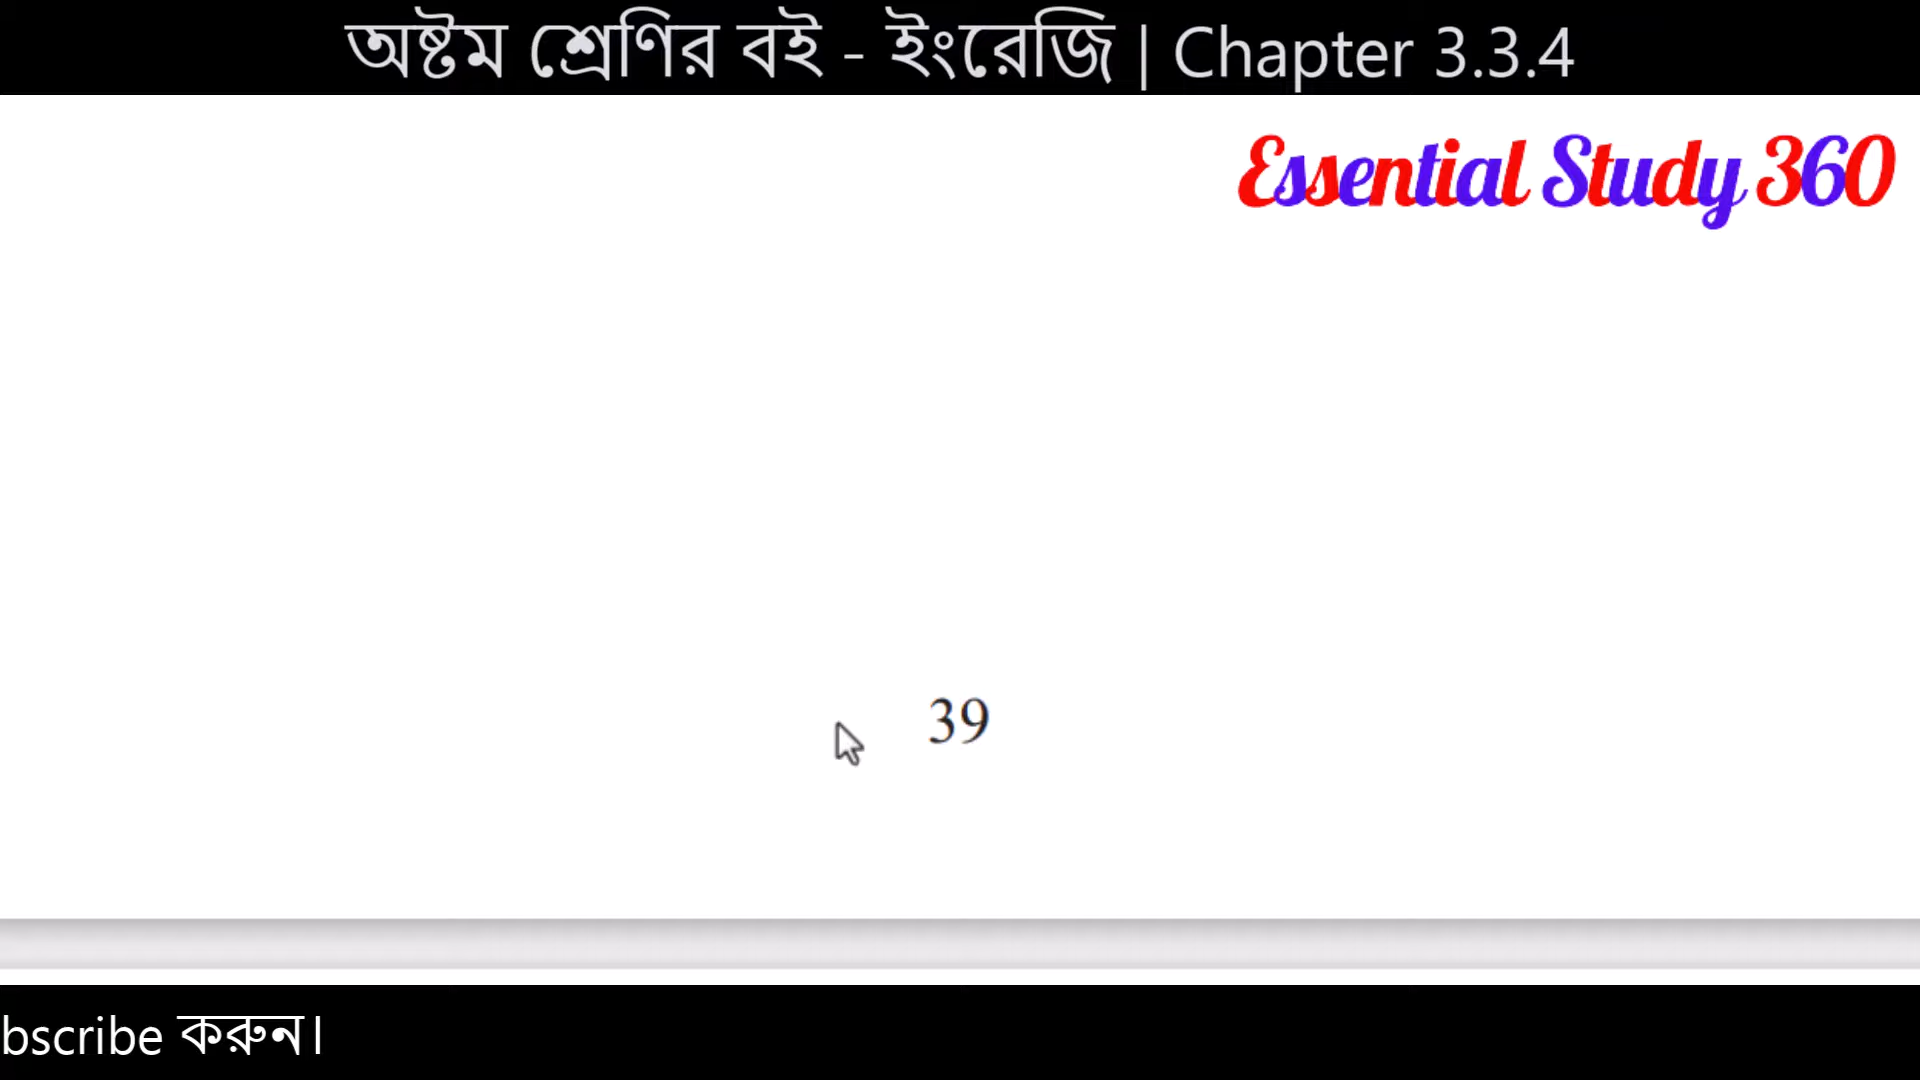 অষ্টম শ্রেণির বই - ইংরেজি | Chapter 3.3.4
Essential Study 360
39
bscribe করুন।